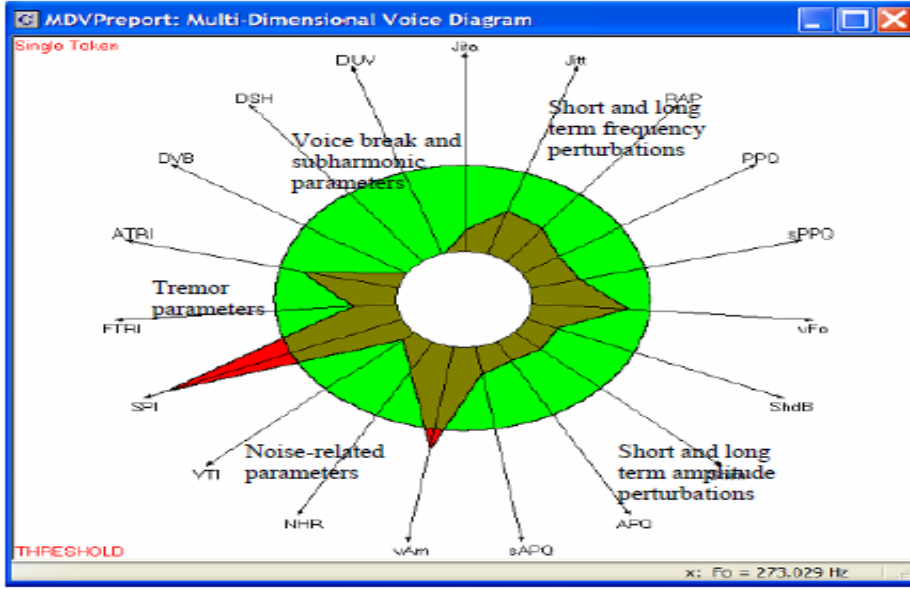 MDVPreport: Multi-Dimensional Voice Diagram
Single Token
Jita
DUV
Jitt
DSH
RAP
Short and long
term frequency
perturbations
Voice break and
subharmonic
parameters
DVB
PPQ
ATRI
sPPQ
Tremor
parameters
FTRI
vFo
SPI
ShdB
Noise-related
parameters
VTI
Short and long
term amplitude
perturbations
NHR
APQ
vAm
sAPQ
THRESHOLD
x: Fo = 273.029 Hz